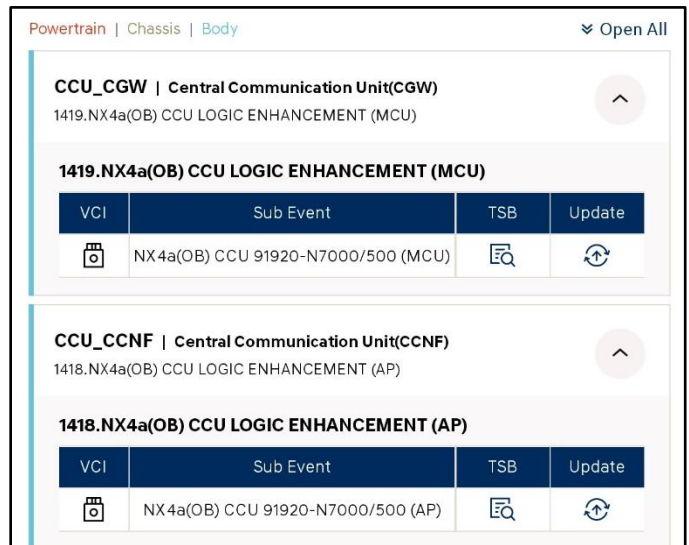 Powertrain | Chassis | Body
Open All
CCU_CGW | Central Communication Unit(CGW)
1419.NX4a(OB) CCU LOGIC ENHANCEMENT (MCU)
1419.NX4a(OB) CCU LOGIC ENHANCEMENT (MCU)
VCI Sub Event TSB Update
NX4a(OB) CCU 91920-N7000/500 (MCU)
CCU_CCNF | Central Communication Unit(CCNF)
1418.NX4a(OB) CCU LOGIC ENHANCEMENT (AP)
1418.NX4a(OB) CCU LOGIC ENHANCEMENT (AP)
VCI Sub Event TSB Update
NX4a(OB) CCU 91920-N7000/500 (AP)